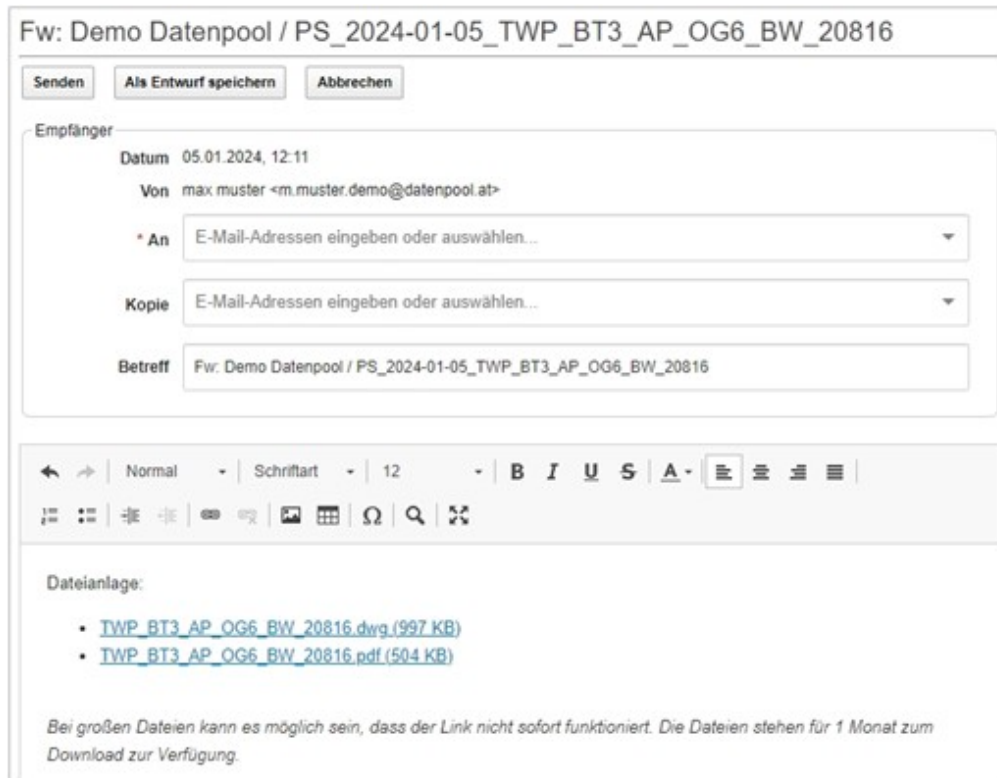 Fw: Demo Datenpool / PS_2024-01-05_TWP_BT3_AP_OG6_BW_20816
Senden Als Entwurf speichern Abbrechen
Empfänger
Datum 05.01.2024, 12:11
Von max muster <m.muster.demo@datenpool.at>
* An E-Mail-Adressen eingeben oder auswählen...
Kopie E-Mail-Adressen eingeben oder auswählen...
Betreff Fw: Demo Datenpool / PS_2024-01-05_TWP_BT3_AP_OG6_BW_20816
Normal Schriftart 12 B I U S A
Ω
Dateianlage:
• TWP_BT3_AP_OG6_BW_20816.dwg (997 KB)
• TWP_BT3_AP_OG6_BW_20816.pdf (504 KB)
Bei großen Dateien kann es möglich sein, dass der Link nicht sofort funktioniert. Die Dateien stehen für 1 Monat zum
Download zur Verfügung.